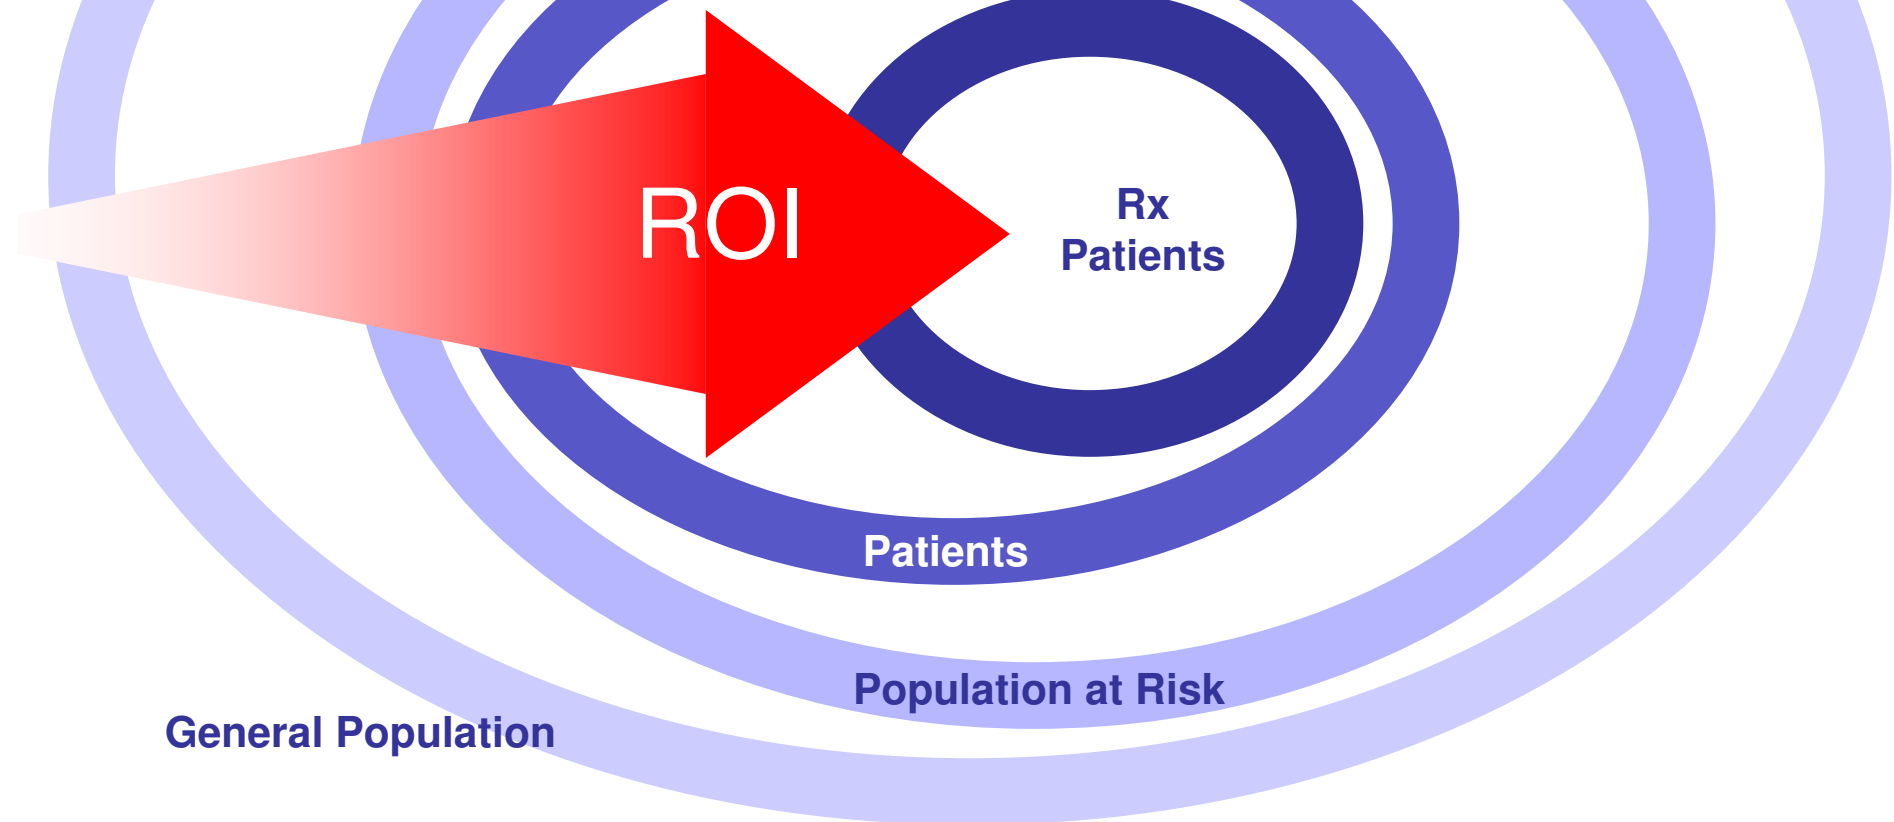 ROI
Rx
Patients
Patients
Population at Risk
General Population